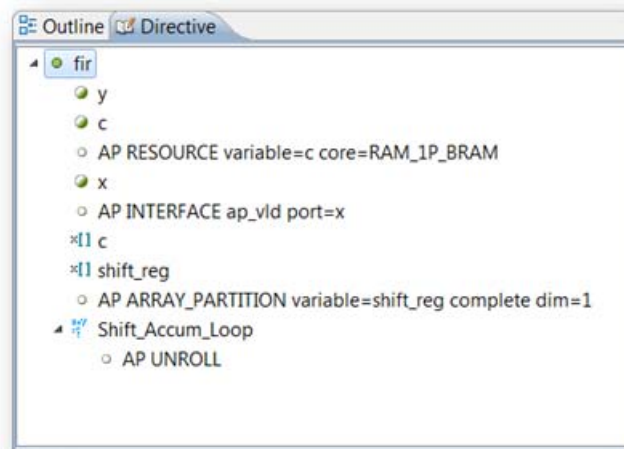 Outline Directive
fir
y
c
AP RESOURCE variable=c core=RAM_1P_BRAM
x
AP INTERFACE ap_vld port=x
×[] c
×[] shift_reg
AP ARRAY_PARTITION variable=shift_reg complete dim=1
Shift_Accum_Loop
AP UNROLL